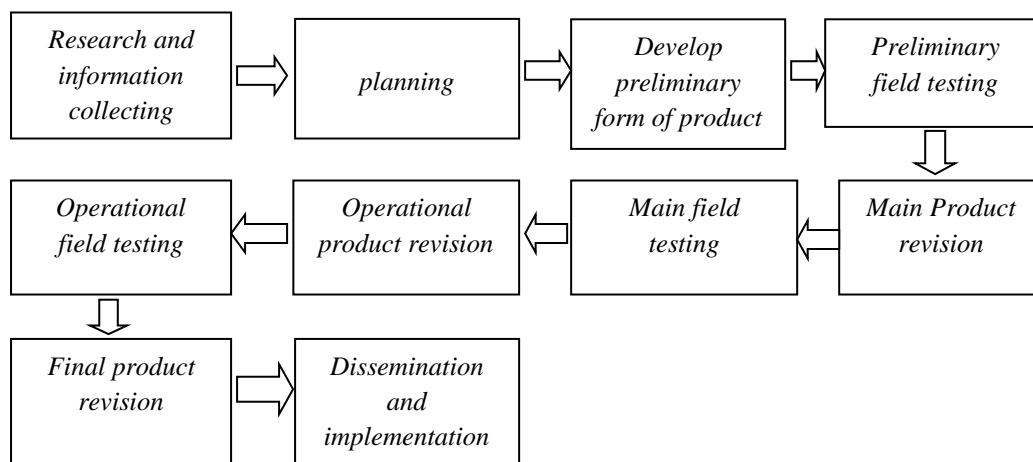 Research and
information
collecting
planning
Develop
preliminary
form of product
Preliminary
field testing
Main Product
revision
Main field
testing
Operational
product revision
Operational
field testing
Final product
revision
Dissemination
and
implementation